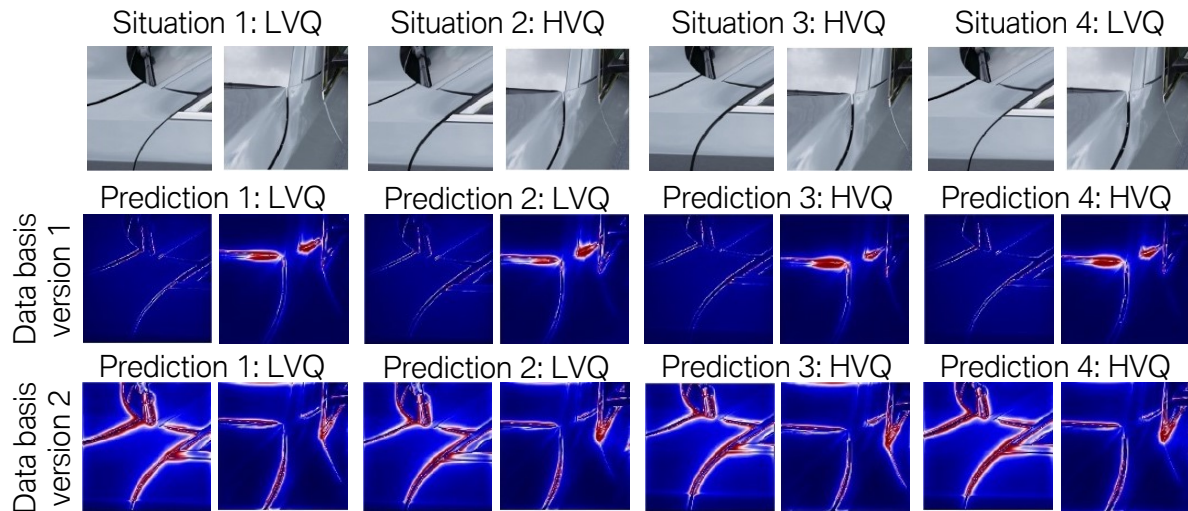 Situation 1: LVQ Situation 2: HVQ Situation 3: HVQ Situation 4: LVQ
Data basis
version 1
Prediction 1: LVQ Prediction 2: LVQ Prediction 3: HVQ Prediction 4: HVQ
Data basis
version 2
Prediction 1: LVQ Prediction 2: LVQ Prediction 3: HVQ Prediction 4: HVQ